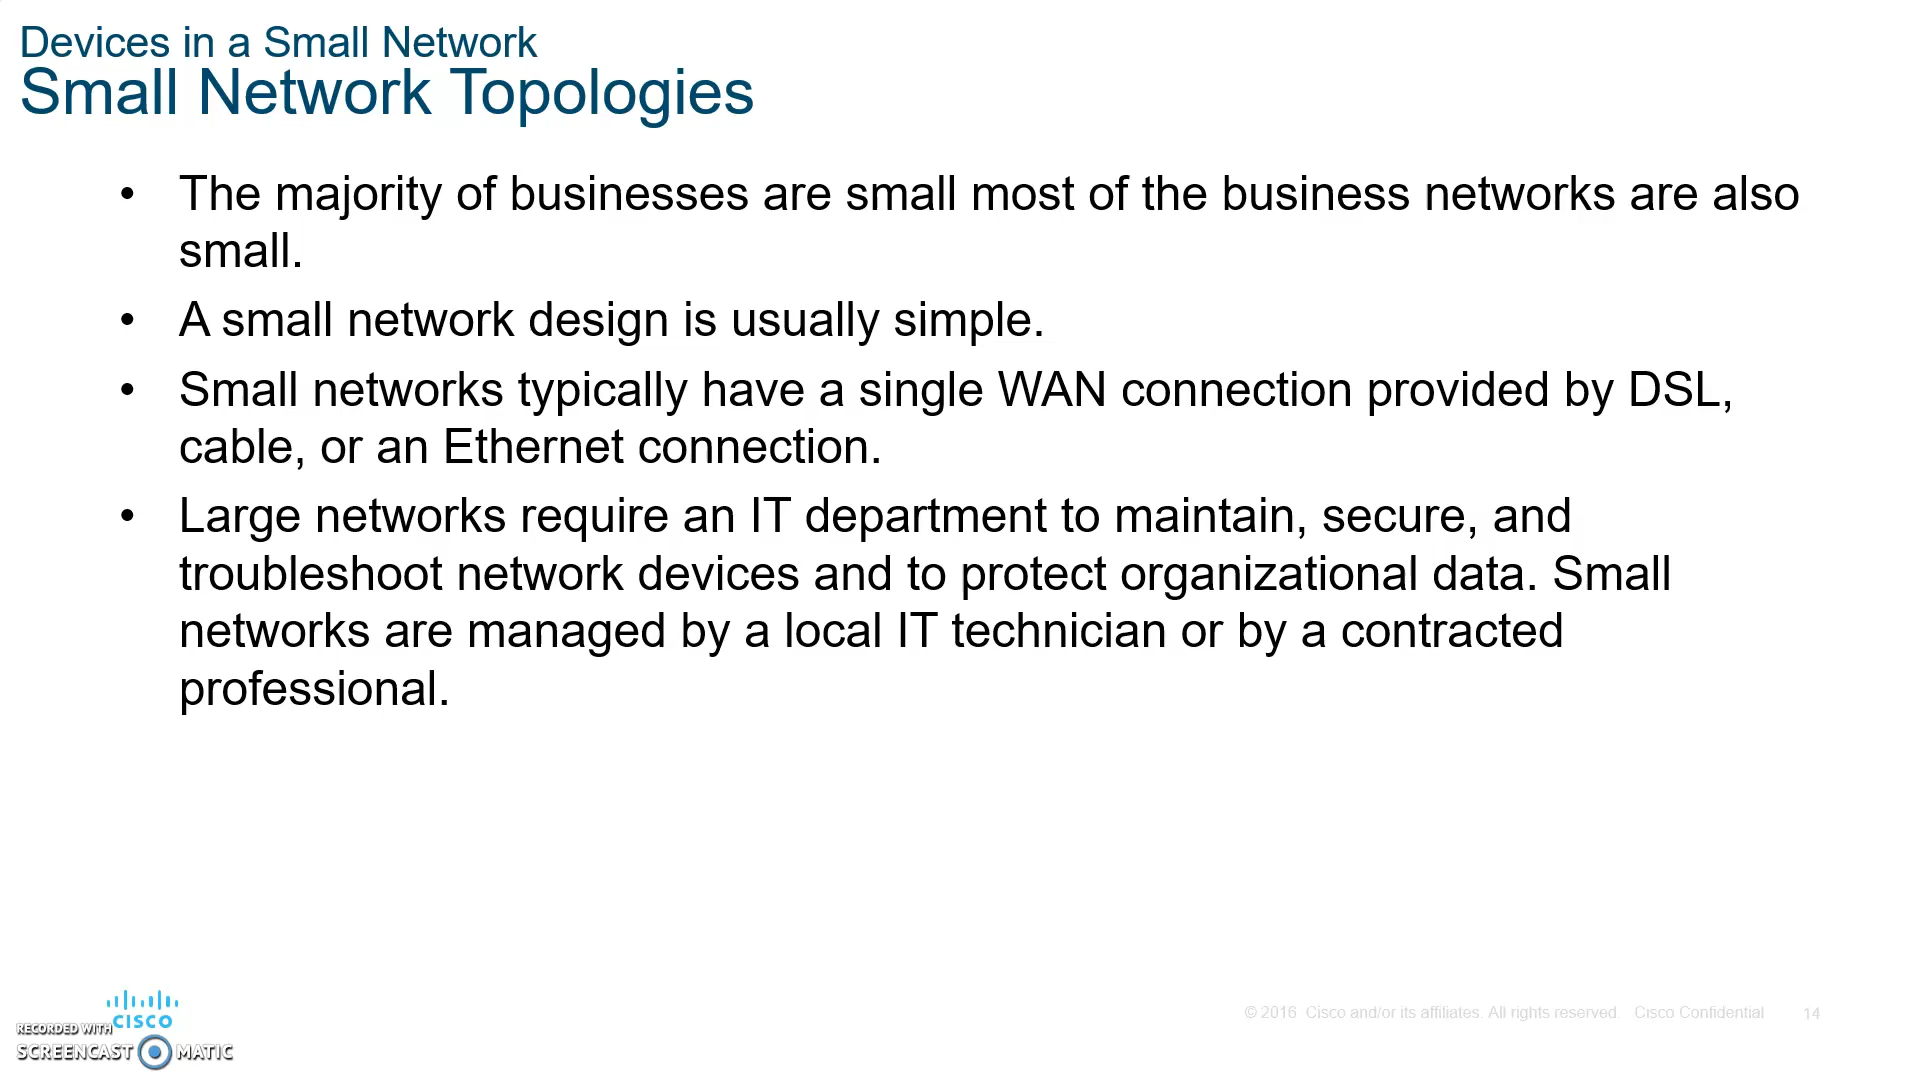 Devices in a Small Network
Small Network Topologies
• The majority of businesses are small most of the business networks are also
small.
• A small network design is usually simple.
• Small networks typically have a single WAN connection provided by DSL,
cable, or an Ethernet connection.
• Large networks require an IT department to maintain, secure, and
troubleshoot network devices and to protect organizational data. Small
networks are managed by a local IT technician or by a contracted
professional.
CISCO
RECORDED WITH
SCREENCAST MATIC
© 2016 Cisco and/or its affiliates. All rights reserved. Cisco Confidential 14